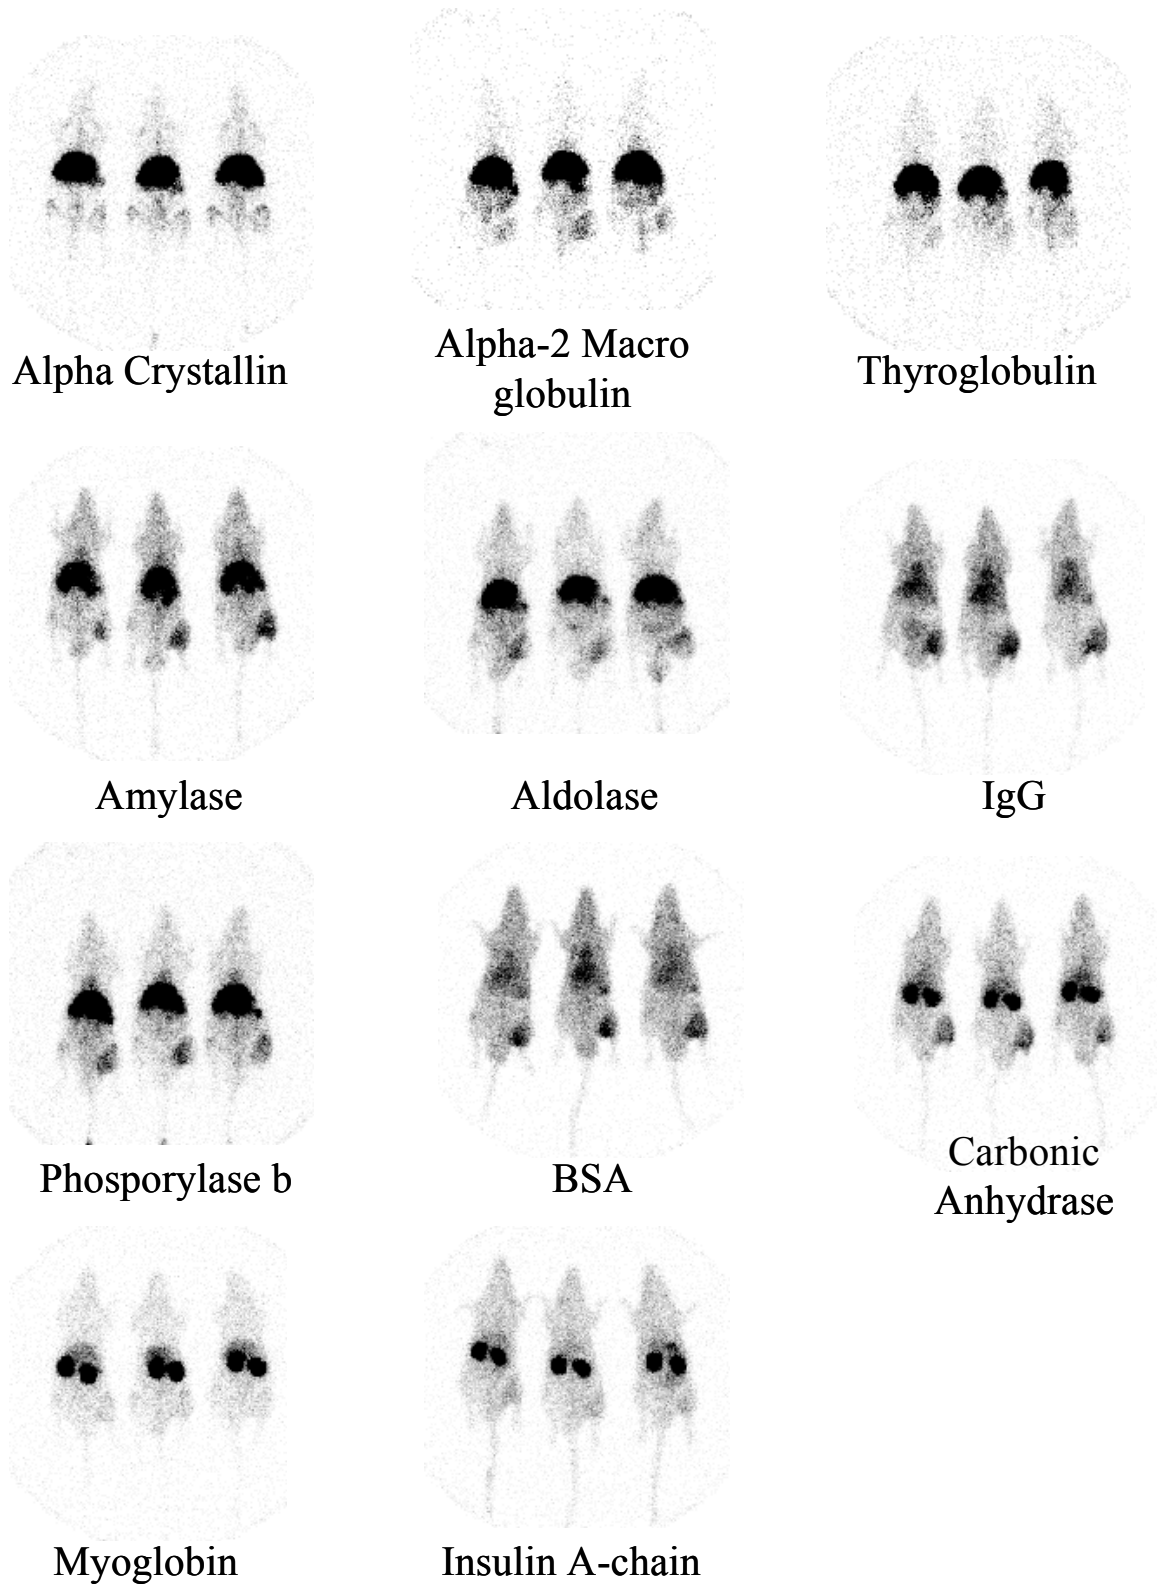 Alpha Crystallin
Alpha-2 Macro
globulin
Thyroglobulin
Amylase
Aldolase
IgG
Phosporylase b
BSA
Carbonic
Anhydrase
Myoglobin
Insulin A-chain